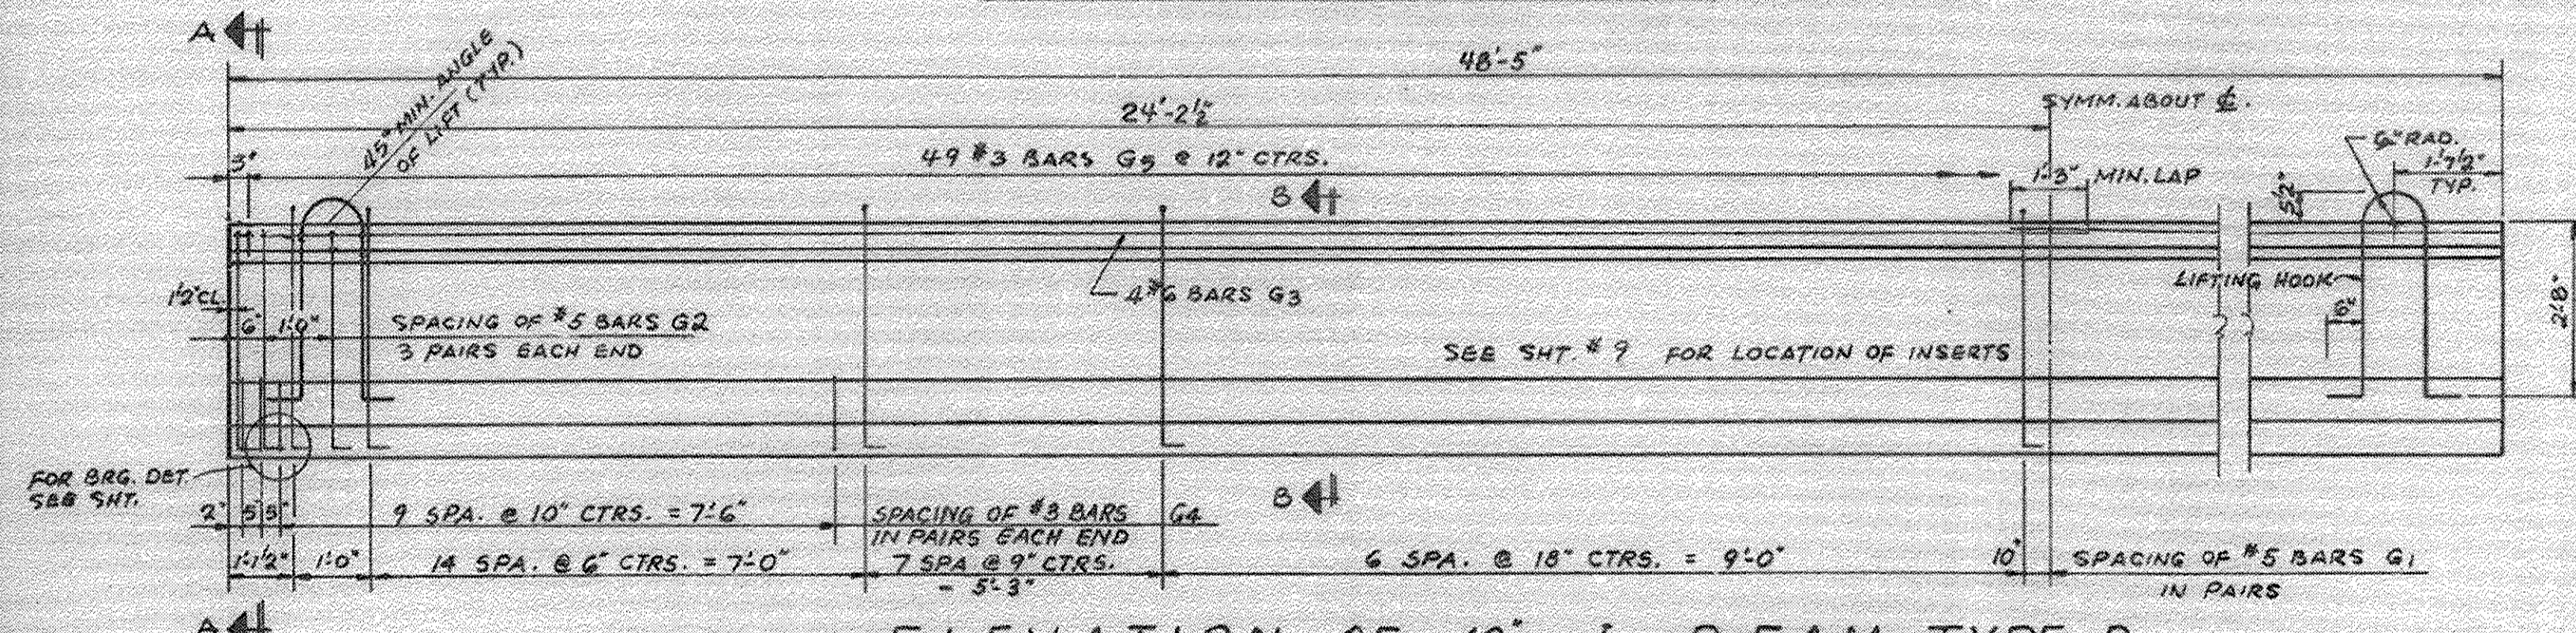 A
48'-5"
45° MIN. ANGLE
OF LIFT (TYP.)
24'-2½"
SYMM. ABOUT ℄.
3"
49 #3 BARS G5 @ 12" CTRS.
6" RAD.
1'-7½"
TYP.
1'-3" MIN. LAP
5½"
B
4 #6 BARS G3
LIFTING HOOK
1½" CL.
6"
1'-0"
SPACING OF #5 BARS G2
3 PAIRS EACH END
6"
2'-8"
SEE SHT. #9 FOR LOCATION OF INSERTS
FOR BRG. DET.
SEE SHT.
B
2"
5"
5"
9 SPA. @ 10" CTRS. = 7'-6"
SPACING OF #3 BARS G4
IN PAIRS EACH END
1'-1½"
1'-0"
14 SPA. @ 6" CTRS. = 7'-0"
7 SPA @ 9" CTRS.
= 5'-3"
6 SPA. @ 18" CTRS. = 9'-0"
10"
SPACING OF #5 BARS G1
IN PAIRS
A